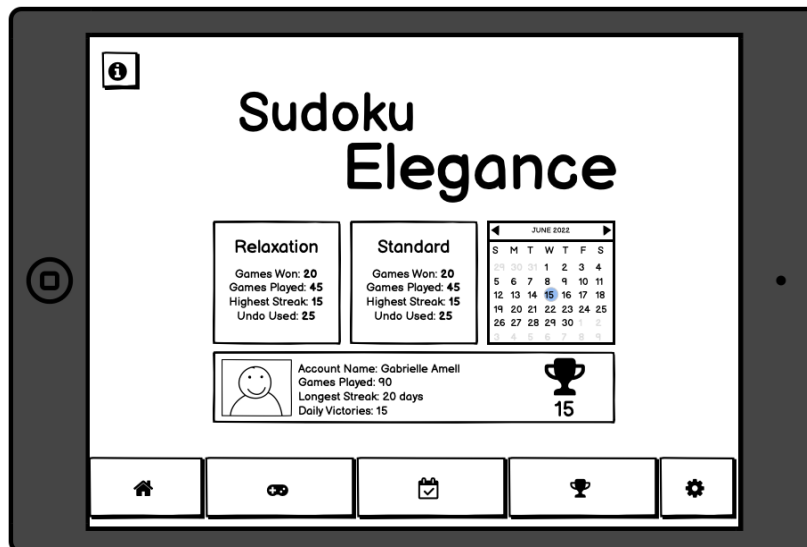 Sudoku
Elegance
Relaxation
Games Won: 20
Games Played: 45
Highest Streak: 15
Undo Used: 25
Standard
Games Won: 20
Games Played: 45
Highest Streak: 15
Undo Used: 25
JUNE 2022
S M T W T F S
29 30 31 1 2 3 4
5 6 7 8 9 10 11
12 13 14 15 16 17 18
19 20 21 22 23 24 25
26 27 28 29 30 1 2
3 4 5 6 7 8 9
Account Name: Gabrielle Amell
Games Played: 90
Longest Streak: 20 days
Daily Victories: 15
15